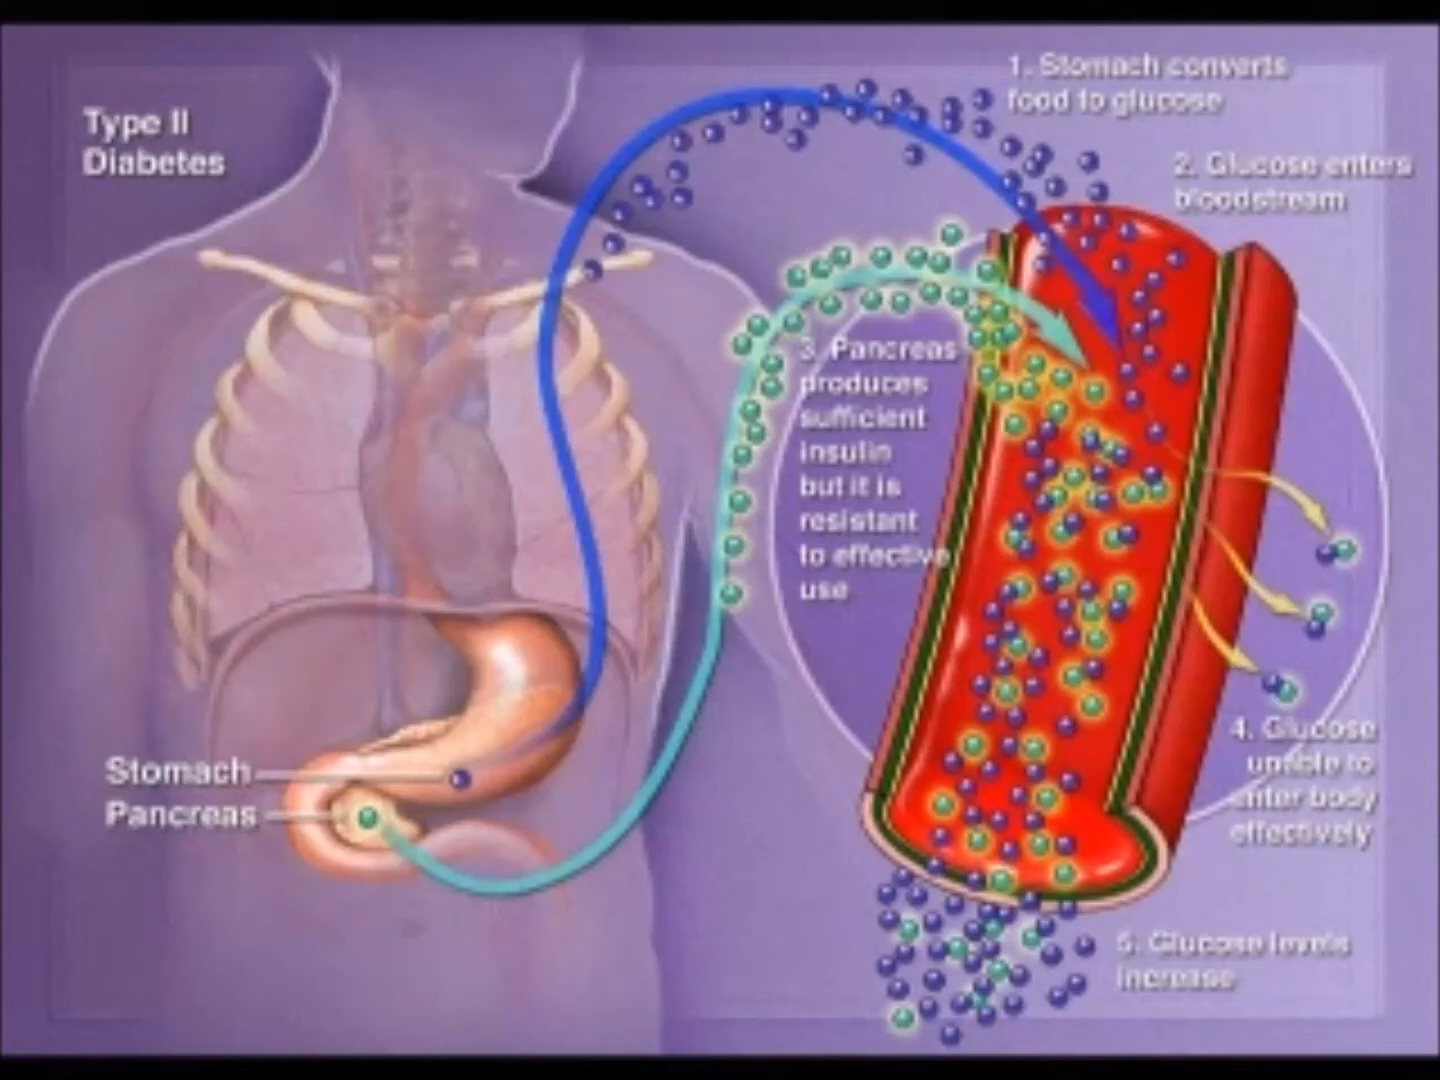 Type II
Diabetes
1. Stomach converts
food to glucose
2. Glucose enters
bloodstream
3. Pancreas
produces
sufficient
insulin
but it is
resistant
to effective
use
Stomach
Pancreas
4. Glucose
unable to
enter body
effectively
5. Glucose levels
increase